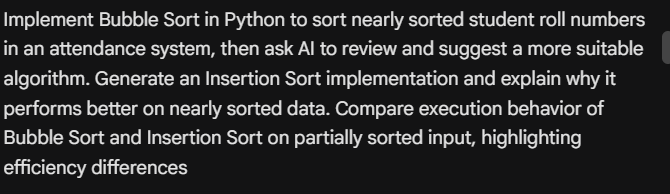 Implement Bubble Sort in Python to sort nearly sorted student roll numbers
in an attendance system, then ask AI to review and suggest a more suitable
algorithm. Generate an Insertion Sort implementation and explain why it
performs better on nearly sorted data. Compare execution behavior of
Bubble Sort and Insertion Sort on partially sorted input, highlighting
efficiency differences